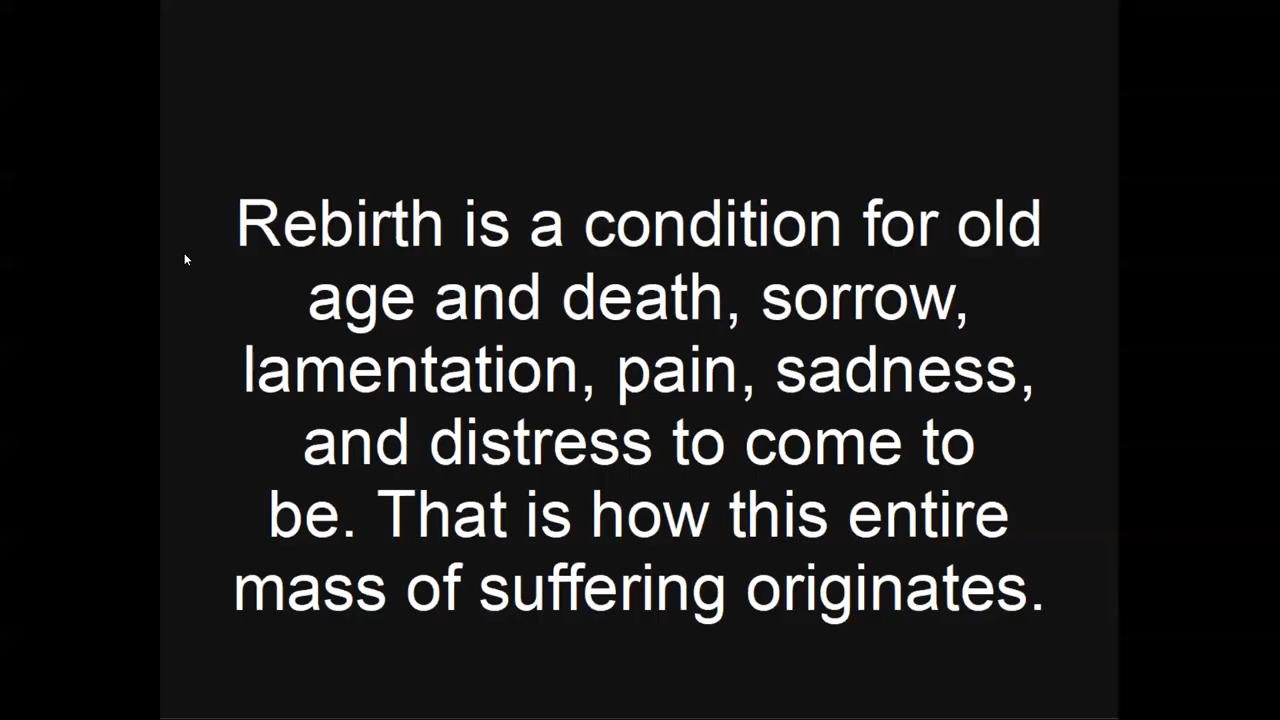 Rebirth is a condition for old
age and death, sorrow,
lamentation, pain, sadness,
and distress to come to
be. That is how this entire
mass of suffering originates.